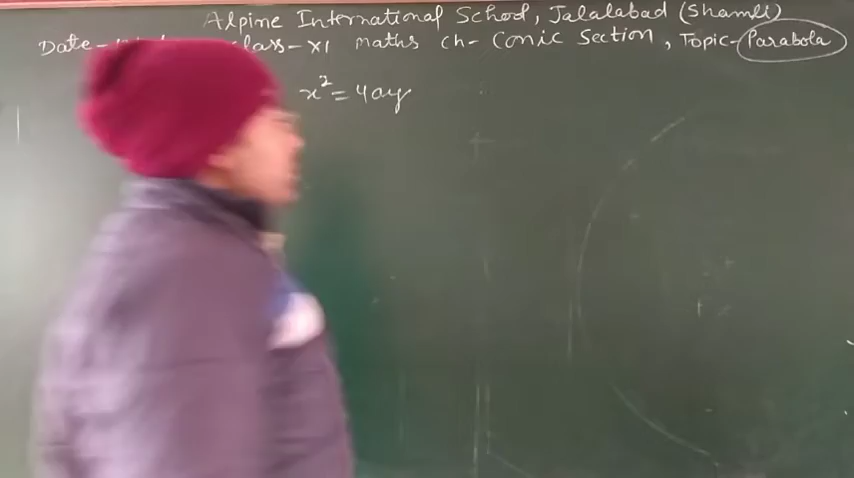 Alpine International School, Jalalabad (Shamli)
Date- Class-XI maths ch- Conic Section, Topic-Parabola
x²=4ay